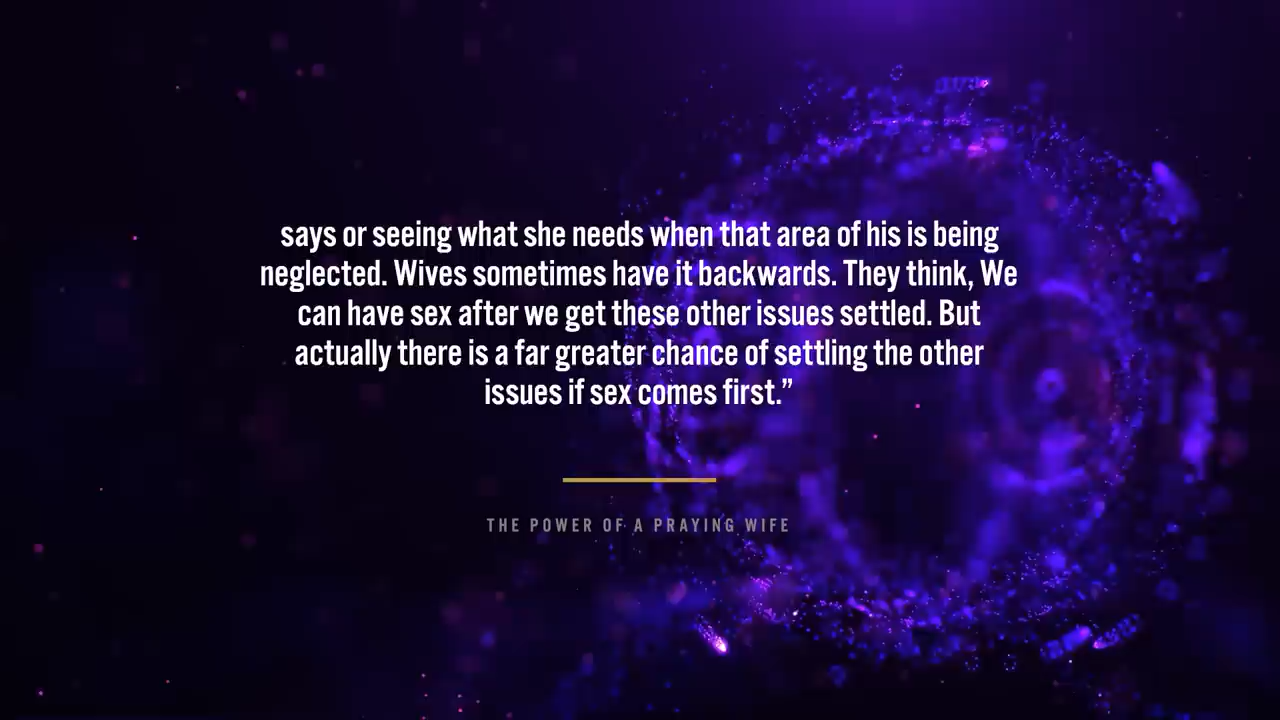 says or seeing what she needs when that area of his is being
neglected. Wives sometimes have it backwards. They think, We
can have sex after we get these other issues settled. But
actually there is a far greater chance of settling the other
issues if sex comes first.”
THE POWER OF A PRAYING WIFE